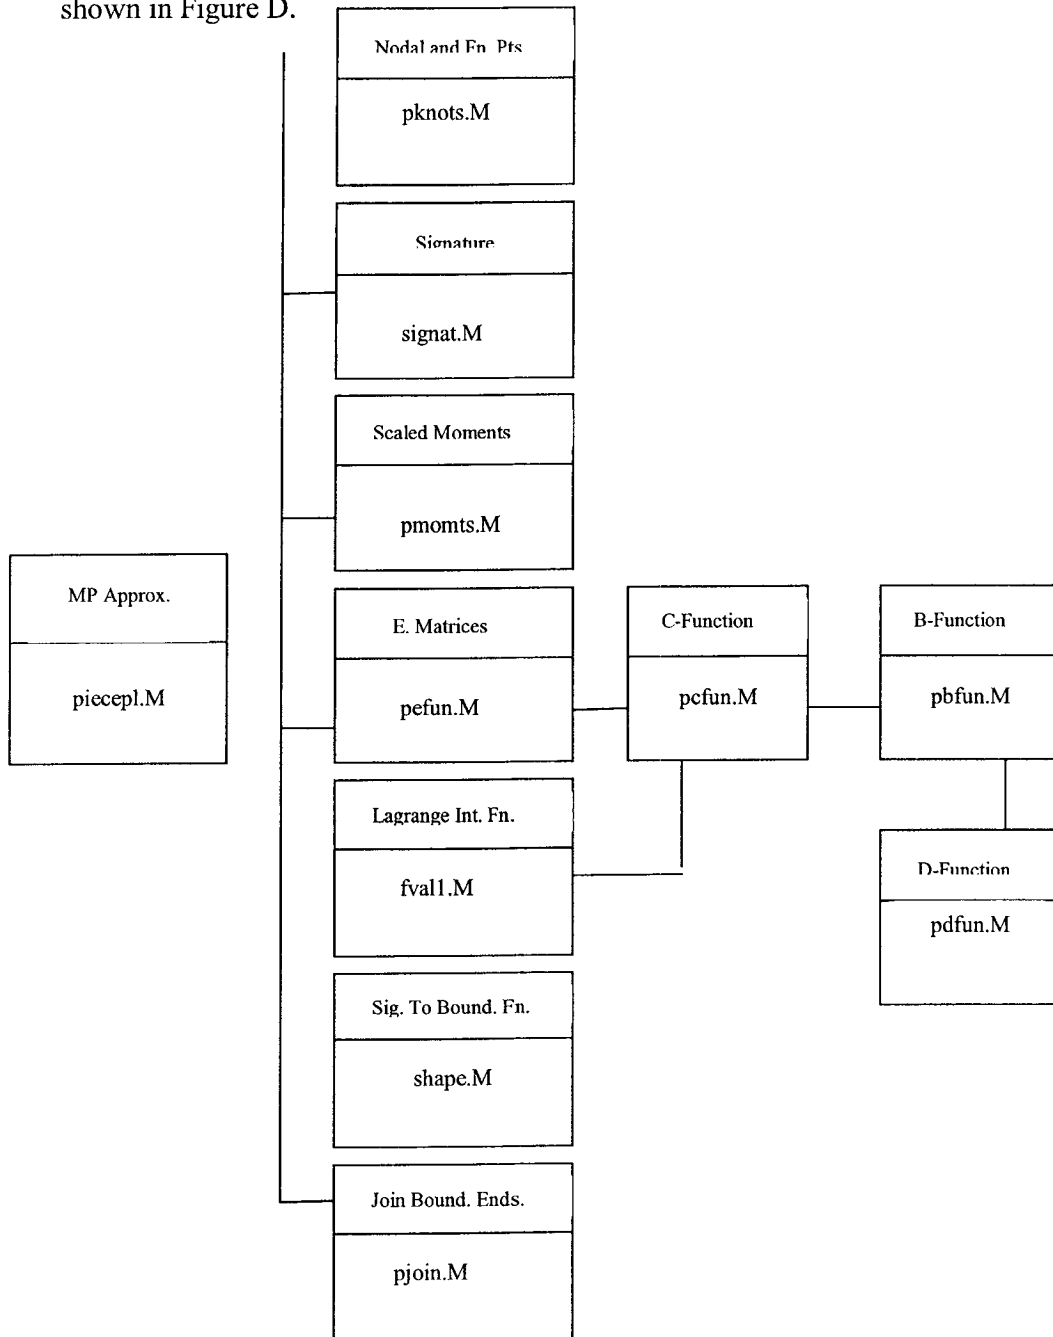 shown in Figure D.
Nodal and Fn. Pts
pknots.M
Signature
signat.M
Scaled Moments
pmomts.M
MP Approx.
piecepl.M
E. Matrices
pefun.M
C-Function
pcfun.M
B-Function
pbfun.M
Lagrange Int. Fn.
fval1.M
D-Function
pdfun.M
Sig. To Bound. Fn.
shape.M
Join Bound. Ends.
pjoin.M